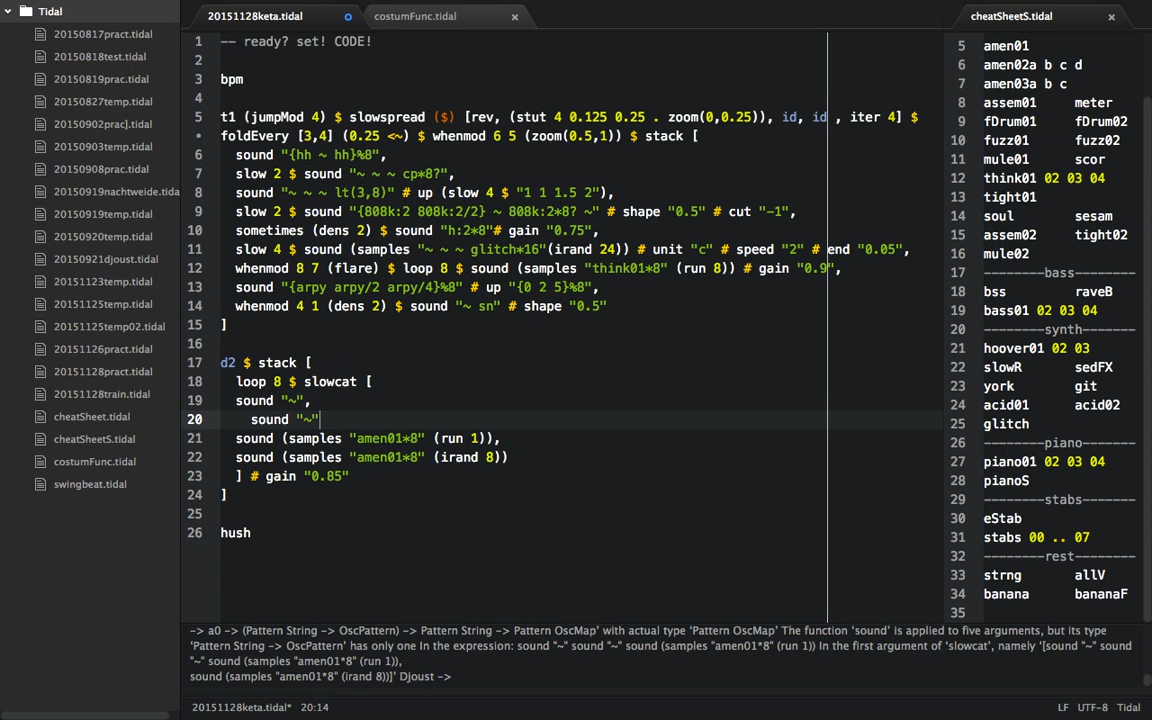 Tidal
20150817pract.tidal
20150818test.tidal
20150819prac.tidal
20150827temp.tidal
20150902prac].tidal
20150903temp.tidal
20150908prac.tidal
20150919nachtweide.tida
20150919temp.tidal
20150920temp.tidal
20150921djoust.tidal
20151123temp.tidal
20151125temp.tidal
20151125temp02.tidal
20151126pract.tidal
20151128pract.tidal
20151128train.tidal
cheatSheet.tidal
cheatSheetS.tidal
costumFunc.tidal
swingbeat.tidal
20151128keta.tidal
costumFunc.tidal ×
1 -- ready? set! CODE!
2
3 bpm
4
5 t1 (jumpMod 4) $ slowspread ($) [rev, (stut 4 0.125 0.25 . zoom(0,0.25)), id, id , iter 4] $
• foldEvery [3,4] (0.25 <~) $ whenmod 6 5 (zoom(0.5,1)) $ stack [
6 sound "{hh ~ hh}%8",
7 slow 2 $ sound "~ ~ ~ cp*8?",
8 sound "~ ~ ~ lt(3,8)" # up (slow 4 $ "1 1 1.5 2"),
9 slow 2 $ sound "{808k:2 808k:2/2} ~ 808k:2*8? ~" # shape "0.5" # cut "-1",
10 sometimes (dens 2) $ sound "h:2*8"# gain "0.75",
11 slow 4 $ sound (samples "~ ~ ~ glitch*16"(irand 24)) # unit "c" # speed "2" # end "0.05",
12 whenmod 8 7 (flare) $ loop 8 $ sound (samples "think01*8" (run 8)) # gain "0.9",
13 sound "{arpy arpy/2 arpy/4}%8" # up "{0 2 5}%8",
14 whenmod 4 1 (dens 2) $ sound "~ sn" # shape "0.5"
15 ]
16
17 d2 $ stack [
18 loop 8 $ slowcat [
19 sound "~",
20 sound "~"
21 sound (samples "amen01*8" (run 1)),
22 sound (samples "amen01*8" (irand 8))
23 ] # gain "0.85"
24 ]
25
26 hush
cheatSheetS.tidal ×
5 amen01
6 amen02a b c d
7 amen03a b c
8 assem01 meter
9 fDrum01 fDrum02
10 fuzz01 fuzz02
11 mule01 scor
12 think01 02 03 04
13 tight01
14 soul sesam
15 assem02 tight02
16 mule02
17 --------bass-------
18 bss raveB
19 bass01 02 03 04
20 --------synth-------
21 hoover01 02 03
22 slowR sedFX
23 york git
24 acid01 acid02
25 glitch
26 --------piano-------
27 piano01 02 03 04
28 pianoS
29 --------stabs-------
30 eStab
31 stabs 00 .. 07
32 --------rest--------
33 strng allV
34 banana bananaF
35
-> a0 -> (Pattern String -> OscPattern) -> Pattern String -> Pattern OscMap' with actual type 'Pattern OscMap' The function 'sound' is applied to five arguments, but its type
'Pattern String -> OscPattern' has only one In the expression: sound "~" sound "~" sound (samples "amen01*8" (run 1)) In the first argument of 'slowcat', namely '[sound "~" sound
"~" sound (samples "amen01*8" (run 1)),
sound (samples "amen01*8" (irand 8))]' Djoust ->
20151128keta.tidal* 20:14
LF UTF-8 Tidal